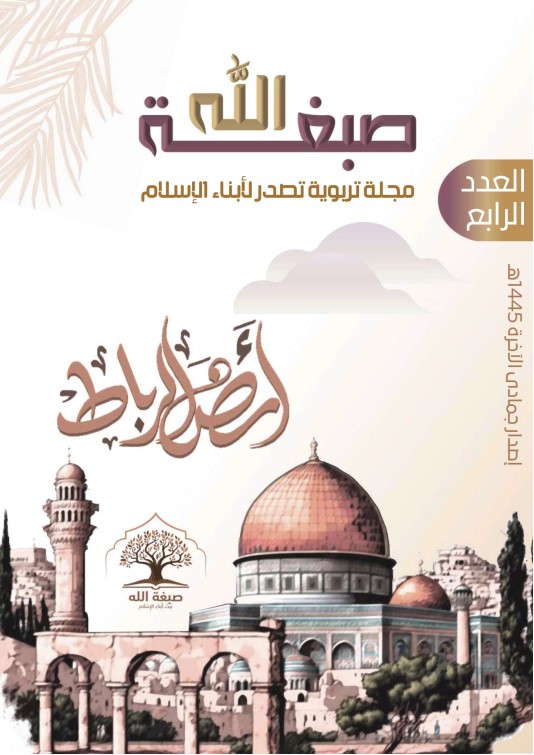 صبغة الله
مجلة تربوية تصدر لأبناء الإسلام
العدد
الرابع
إصدار جمادى الآخرة 1445هـ
أرض الرباط
صبغة الله